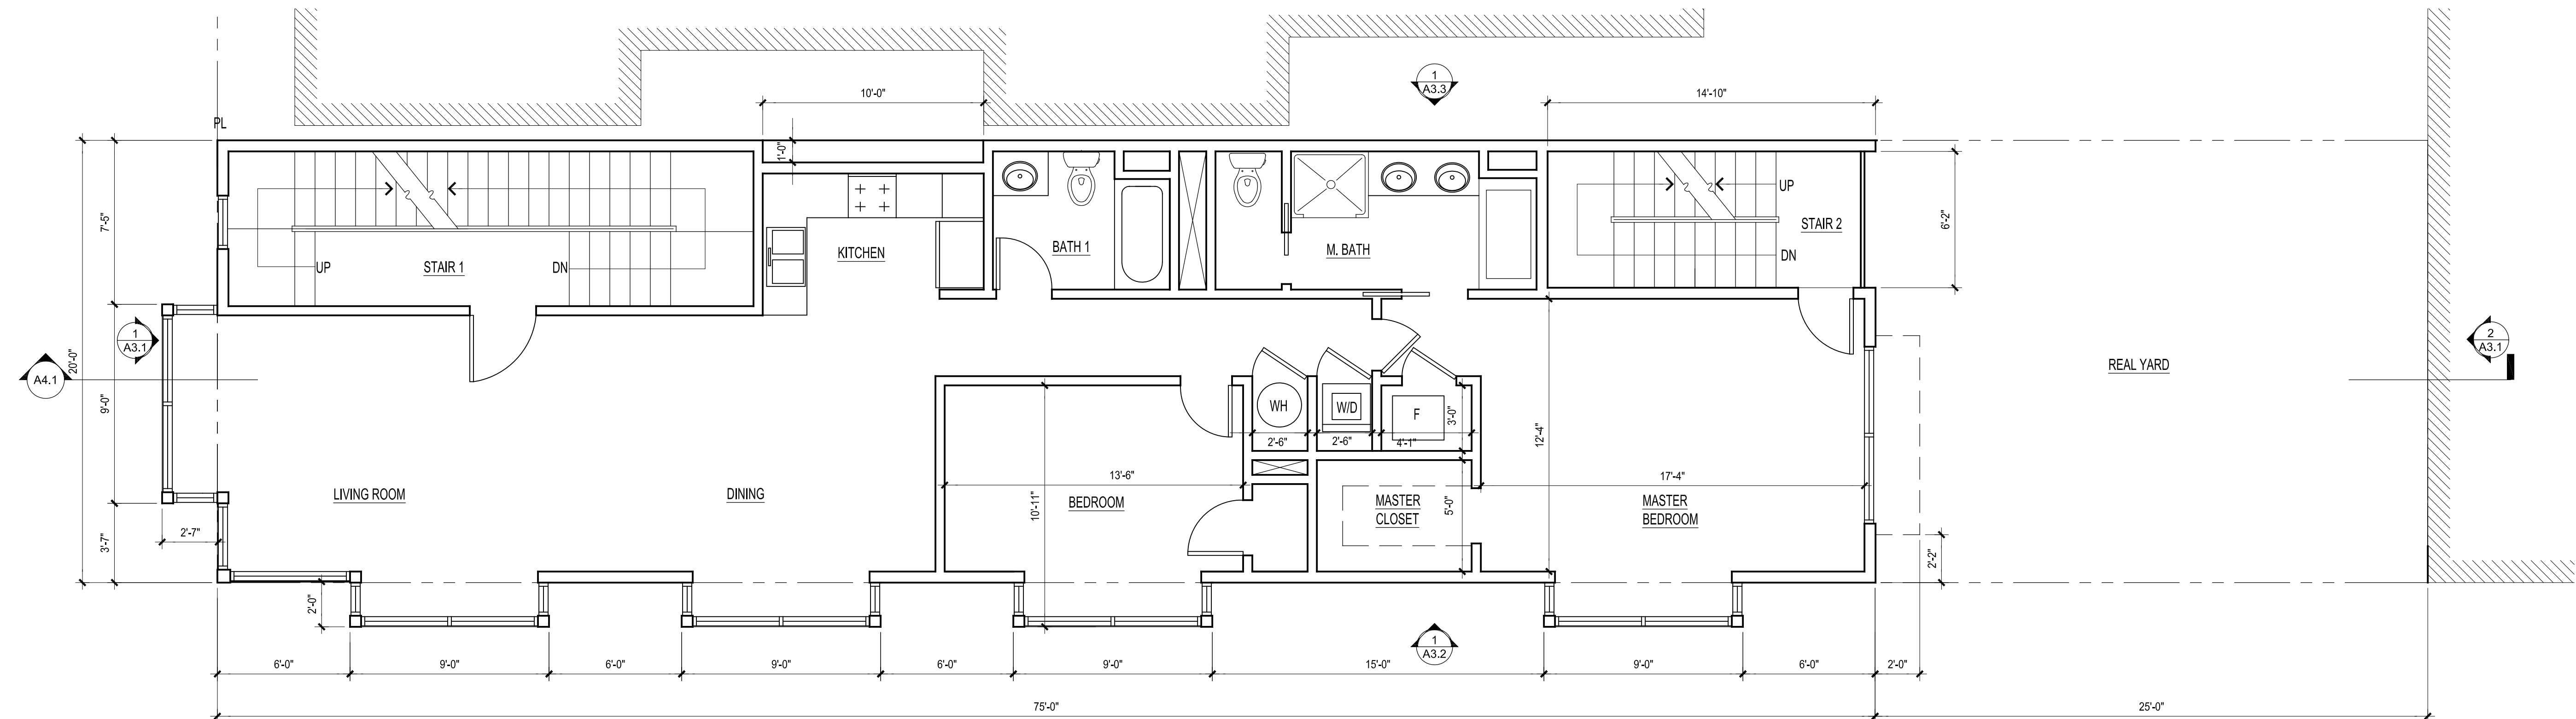 1
A3.3
10'-0"
14'-10"
PL
1'-0"
7'-5"
UP
STAIR 1
DN
KITCHEN
BATH 1
M. BATH
UP
STAIR 2
DN
6'-2"
1
A3.1
A4.1
20'-0"
9'-0"
3'-7"
2'-7"
LIVING ROOM
DINING
10'-11"
13'-6"
BEDROOM
WH
W/D
F
3'-0"
2'-6"
2'-6"
4'-1"
MASTER
CLOSET
5'-0"
12'-4"
17'-4"
MASTER
BEDROOM
REAL YARD
2
A3.1
2'-2"
2'-0"
1
A3.2
6'-0"
9'-0"
6'-0"
9'-0"
6'-0"
9'-0"
15'-0"
9'-0"
6'-0"
2'-0"
75'-0"
25'-0"